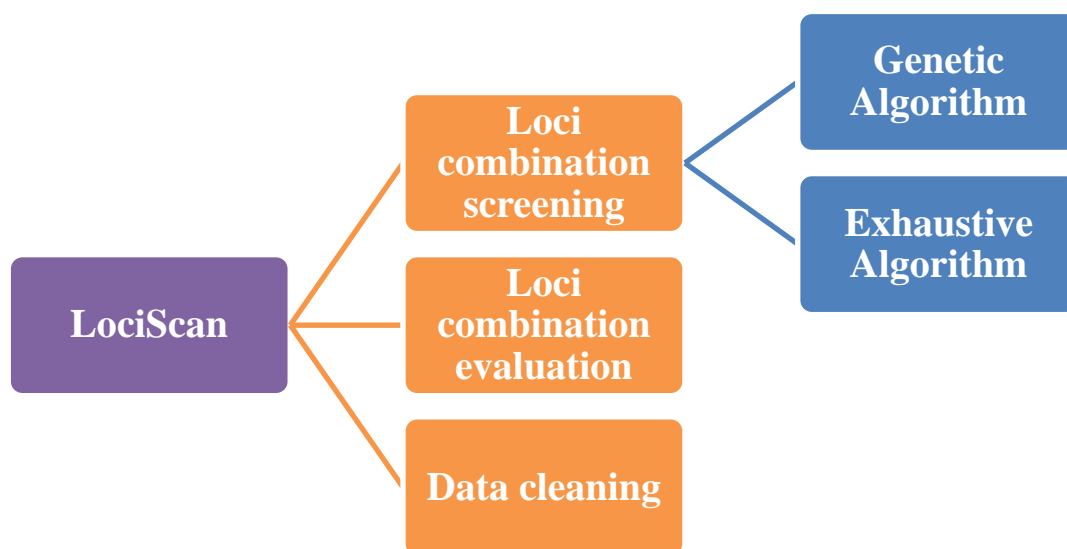 LociScan
Loci
combination
screening
Genetic
Algorithm
Exhaustive
Algorithm
Loci
combination
evaluation
Data cleaning